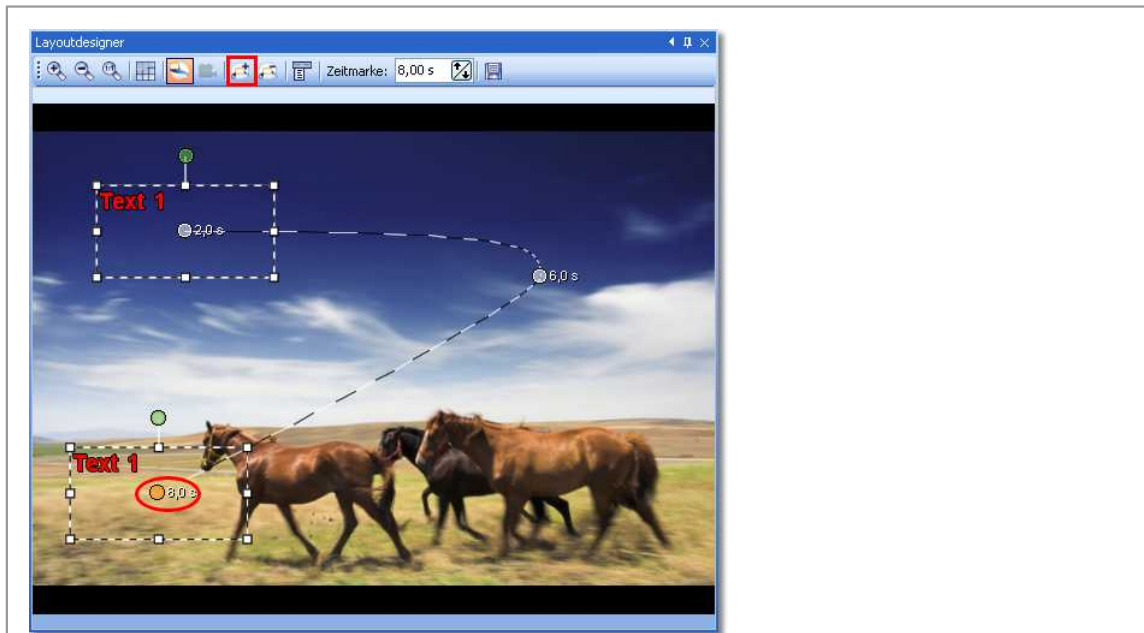 Layoutdesigner
Zeitmarke: 8,00 s
Text 1
2,0 s
6,0 s
Text 1
8,0 s